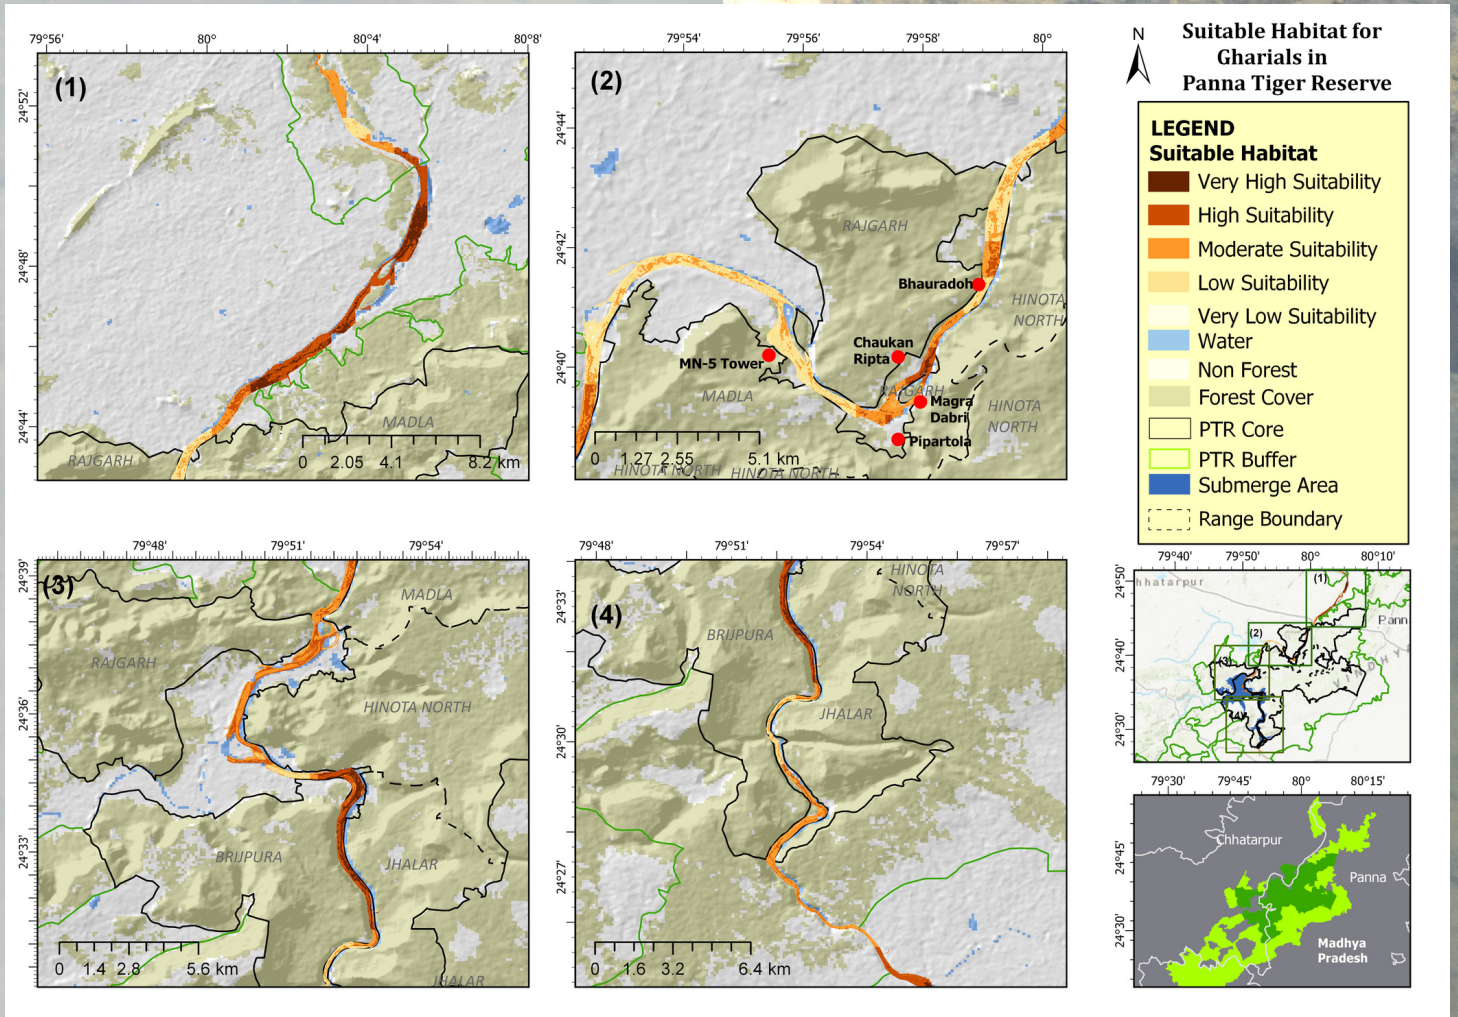 Suitable Habitat for
Gharials in
Panna Tiger Reserve
N
LEGEND
Suitable Habitat
Very High Suitability
High Suitability
Moderate Suitability
Low Suitability
Very Low Suitability
Water
Non Forest
Forest Cover
PTR Core
PTR Buffer
Submerge Area
Range Boundary
79°56' 80° 80°4' 80°8'
24°52'
24°48'
24°44'
(1)
MADLA
RAJGARH
0 2.05 4.1 8.2 km
79°54' 79°56' 79°58' 80°
24°44'
24°42'
24°40'
(2)
RAJGARH
Bhauradoh
HINOTA
NORTH
Chaukan
Ripta
MN-5 Tower
MADLA
RAJGARH
Magra
Dabri
HINOTA
NORTH
Pipartola
0 1.27 2.55 5.1 km
HINOTA NORTH
HINOTA NORTH
79°48' 79°51' 79°54'
24°39'
24°36'
24°33'
(3)
MADLA
RAJGARH
HINOTA NORTH
BRIJPURA
JHALAR
JHALAR
0 1.4 2.8 5.6 km
79°48' 79°51' 79°54' 79°57'
24°33'
24°30'
24°27'
(4)
HINOTA
NORTH
BRIJPURA
JHALAR
0 1.6 3.2 6.4 km
79°40' 79°50' 80° 80°10'
24°50'
24°40'
24°30'
hhatarpur
(1)
Pann
(2)
(3)
(4)
79°30' 79°45' 80° 80°15'
24°45'
24°30'
Chhatarpur
Panna
Madhya
Pradesh